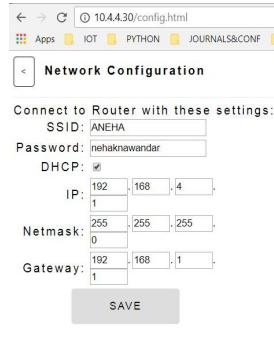 10.4.4.30/config.html
Apps IOT PYTHON JOURNALS&CONF
< Network Configuration
Connect to Router with these settings:
SSID: ANEHA
Password: nehaknawandar
DHCP:
IP: 192 . 168 . 4 .
1
Netmask: 255 . 255 . 255 .
0
Gateway: 192 . 168 . 1 .
1
SAVE